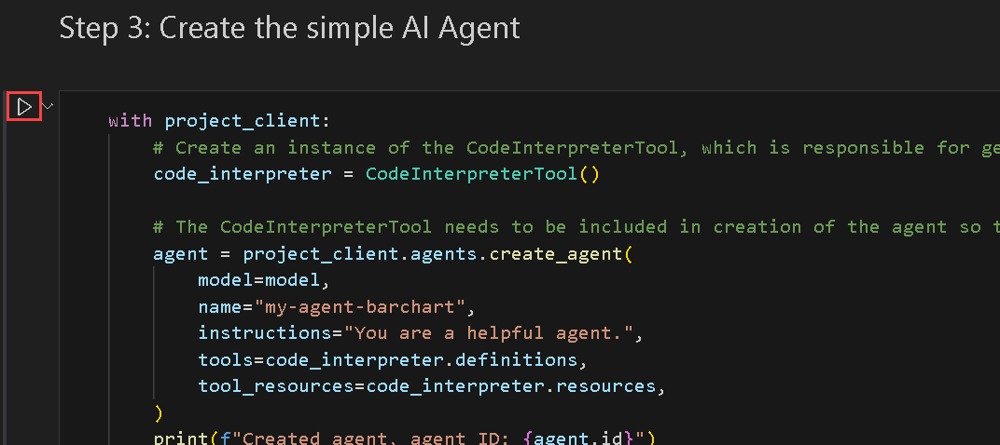 Step 3: Create the simple AI Agent
with project_client:
# Create an instance of the CodeInterpreterTool, which is responsible for ge
code_interpreter = CodeInterpreterTool()
# The CodeInterpreterTool needs to be included in creation of the agent so t
agent = project_client.agents.create_agent(
model=model,
name="my-agent-barchart",
instructions="You are a helpful agent.",
tools=code_interpreter.definitions,
tool_resources=code_interpreter.resources,
)
print(f"Created agent, agent ID: {agent.id}")